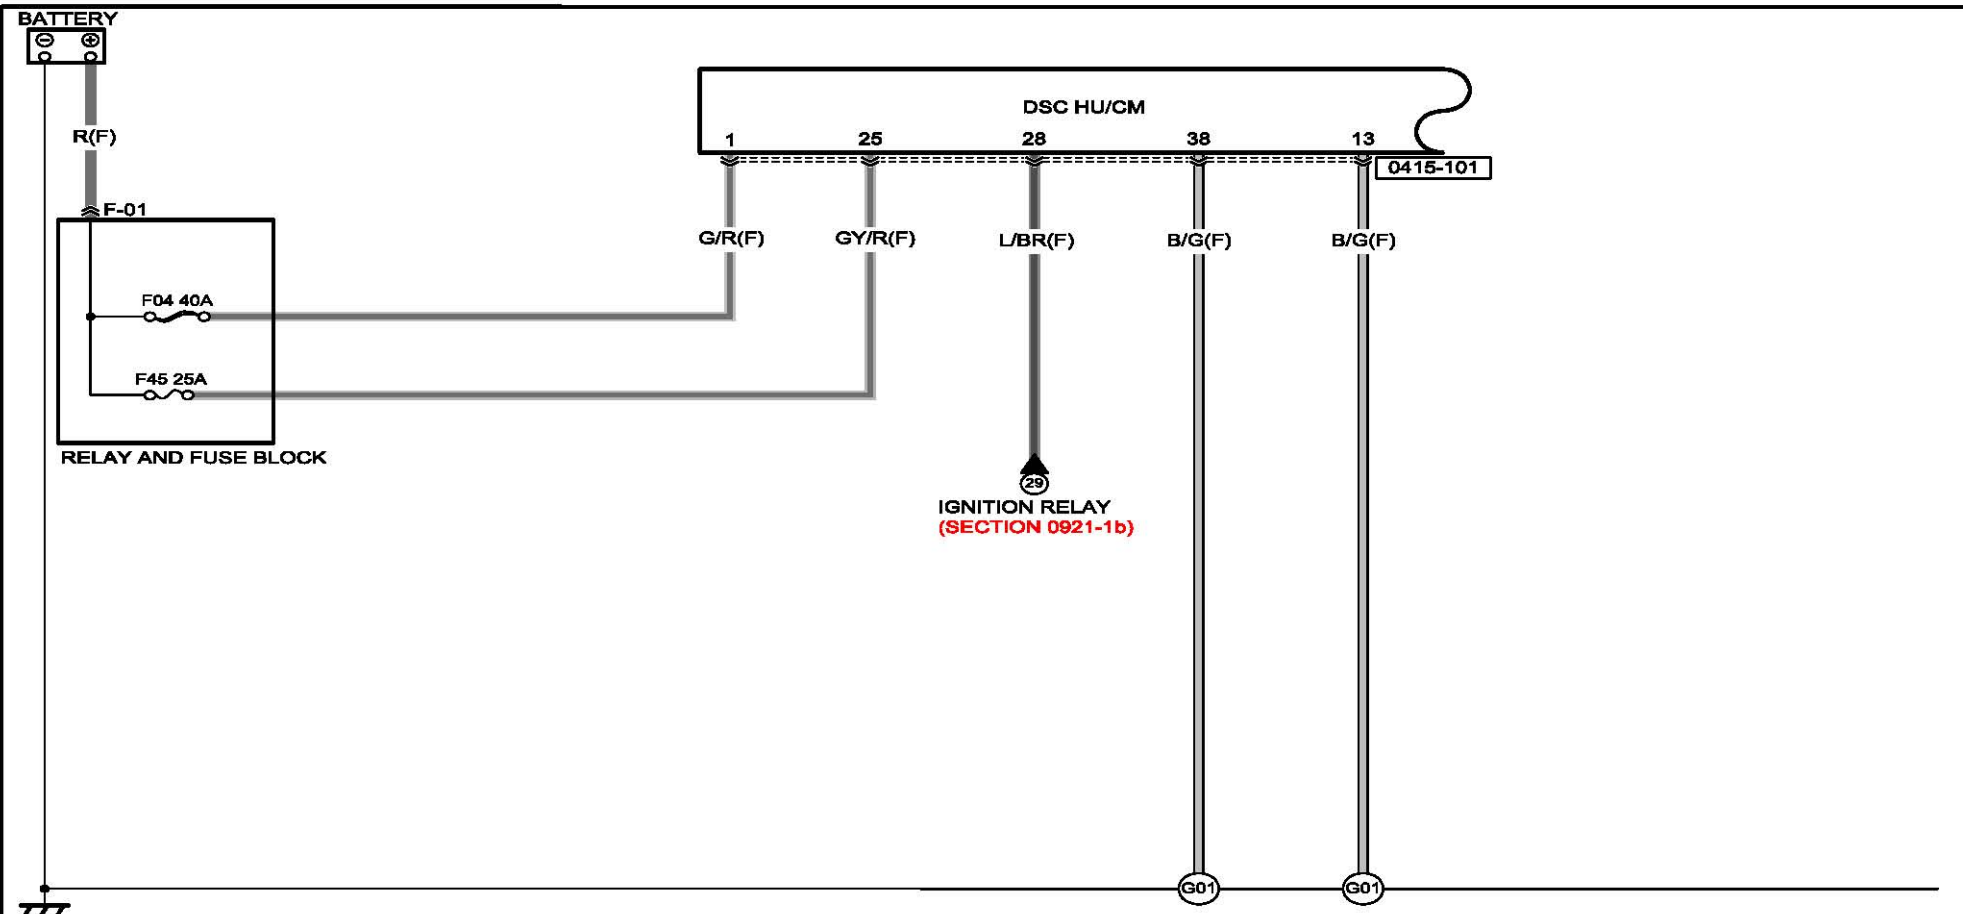 BATTERY
R(F)
F-01
F04 40A
F45 25A
RELAY AND FUSE BLOCK
DSC HU/CM
1 25 28 38 13
0415-101
G/R(F) GY/R(F) L/BR(F) B/G(F) B/G(F)
29
IGNITION RELAY
(SECTION 0921-1b)
G01 G01